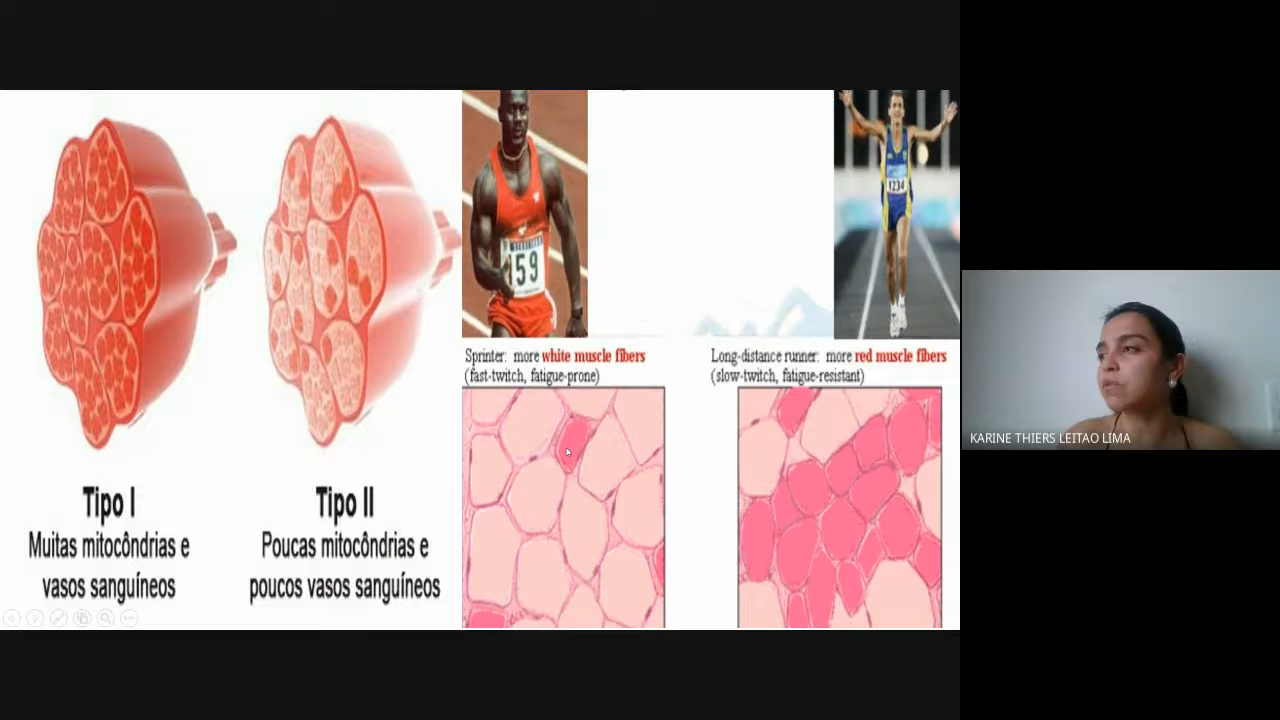 Tipo I
Muitas mitocôndrias e
vasos sanguíneos
Tipo II
Poucas mitocôndrias e
poucos vasos sanguíneos
159
1234
Sprinter: more white muscle fibers
(fast-twitch, fatigue-prone)
Long-distance runner: more red muscle fibers
(slow-twitch, fatigue-resistant)
KARINE THIERS LEITAO LIMA